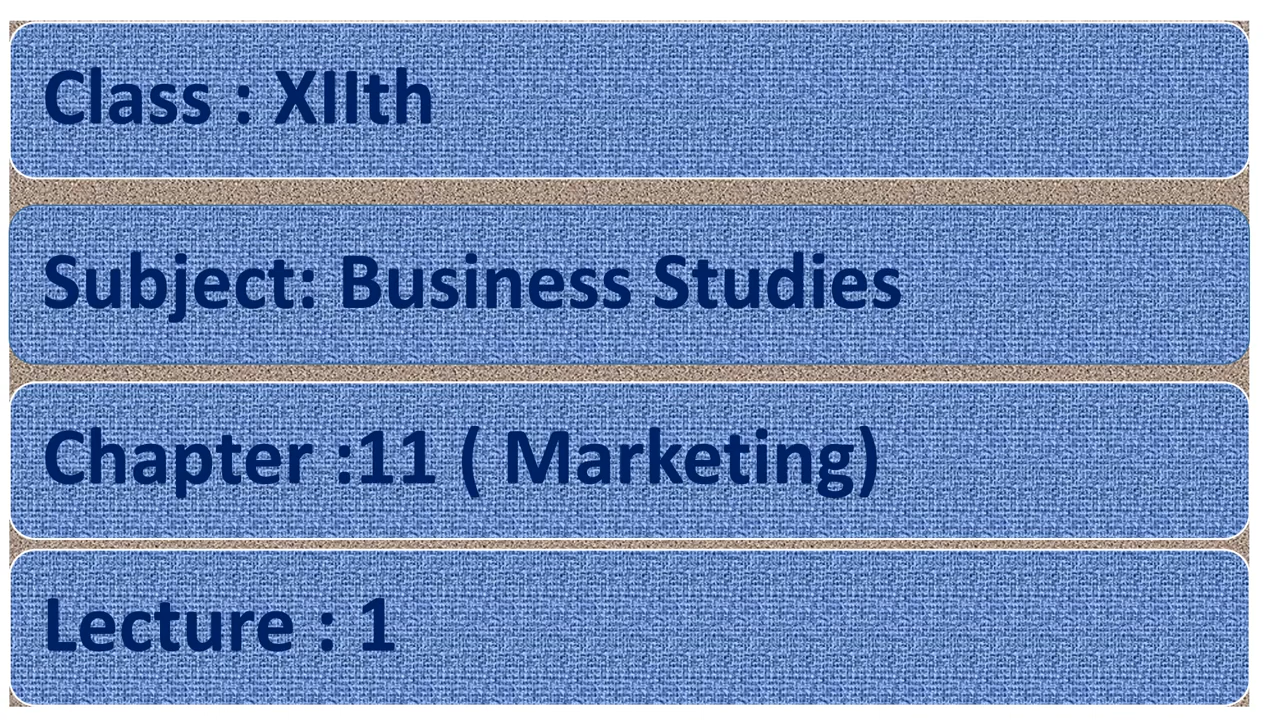 Class : XIIth
Subject: Business Studies
Chapter :11 ( Marketing)
Lecture : 1